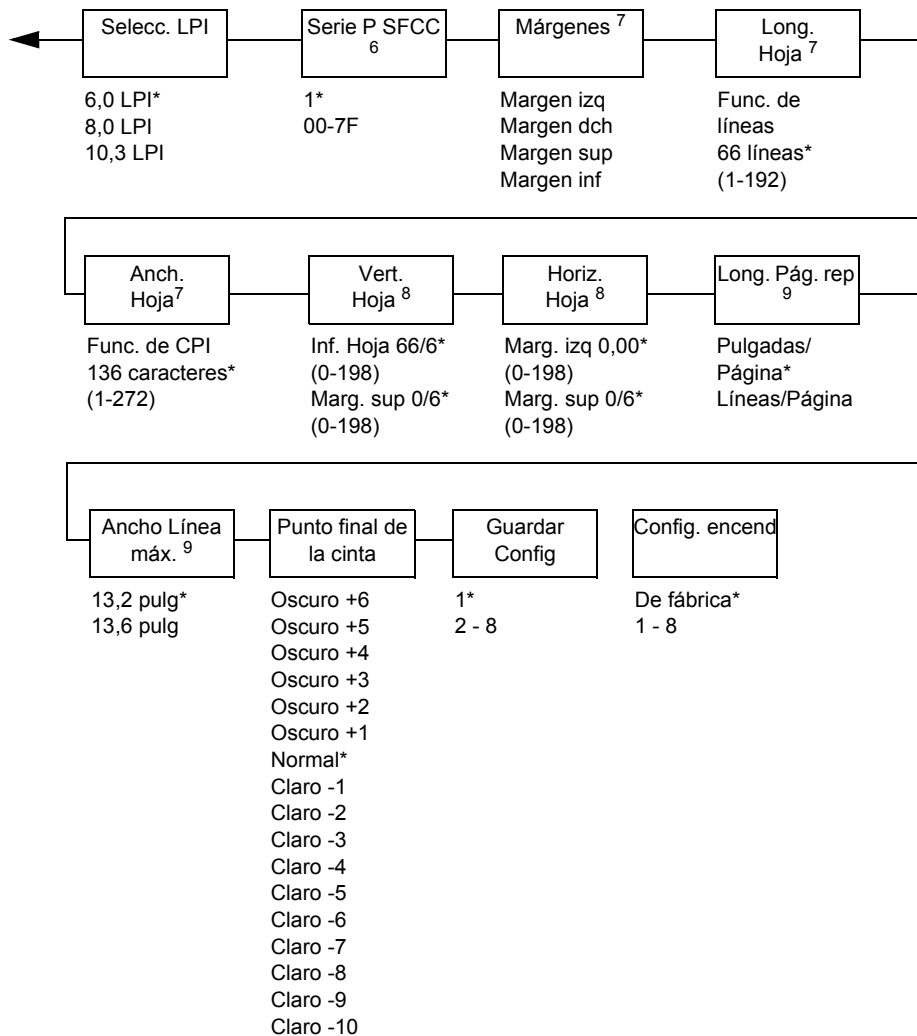 Selecc. LPI
6,0 LPI*
8,0 LPI
10,3 LPI
Serie P SFCC
6
1*
00-7F
Márgenes 7
Margen izq
Margen dch
Margen sup
Margen inf
Long.
Hoja 7
Func. de
líneas
66 líneas*
(1-192)
Anch.
Hoja7
Func. de CPI
136 caracteres*
(1-272)
Vert.
Hoja 8
Inf. Hoja 66/6*
(0-198)
Marg. sup 0/6*
(0-198)
Horiz.
Hoja 8
Marg. izq 0,00*
(0-198)
Marg. sup 0/6*
(0-198)
Long. Pág. rep
9
Pulgadas/
Página*
Líneas/Página
Ancho Línea
máx. 9
13,2 pulg*
13,6 pulg
Punto final de
la cinta
Oscuro +6
Oscuro +5
Oscuro +4
Oscuro +3
Oscuro +2
Oscuro +1
Normal*
Claro -1
Claro -2
Claro -3
Claro -4
Claro -5
Claro -6
Claro -7
Claro -8
Claro -9
Claro -10
Guardar
Config
1*
2 - 8
Config. encend
De fábrica*
1 - 8